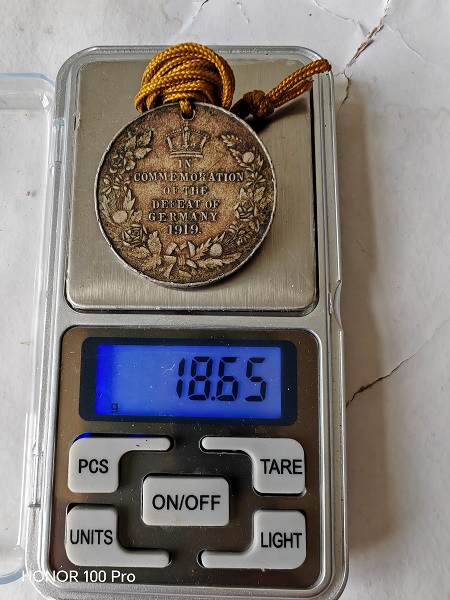 IN
COMMEMORATION
OF THE
DEFEAT OF
GERMANY
1919.
18.65
g
PCS
TARE
ON/OFF
UNITS
LIGHT
HONOR 100 Pro